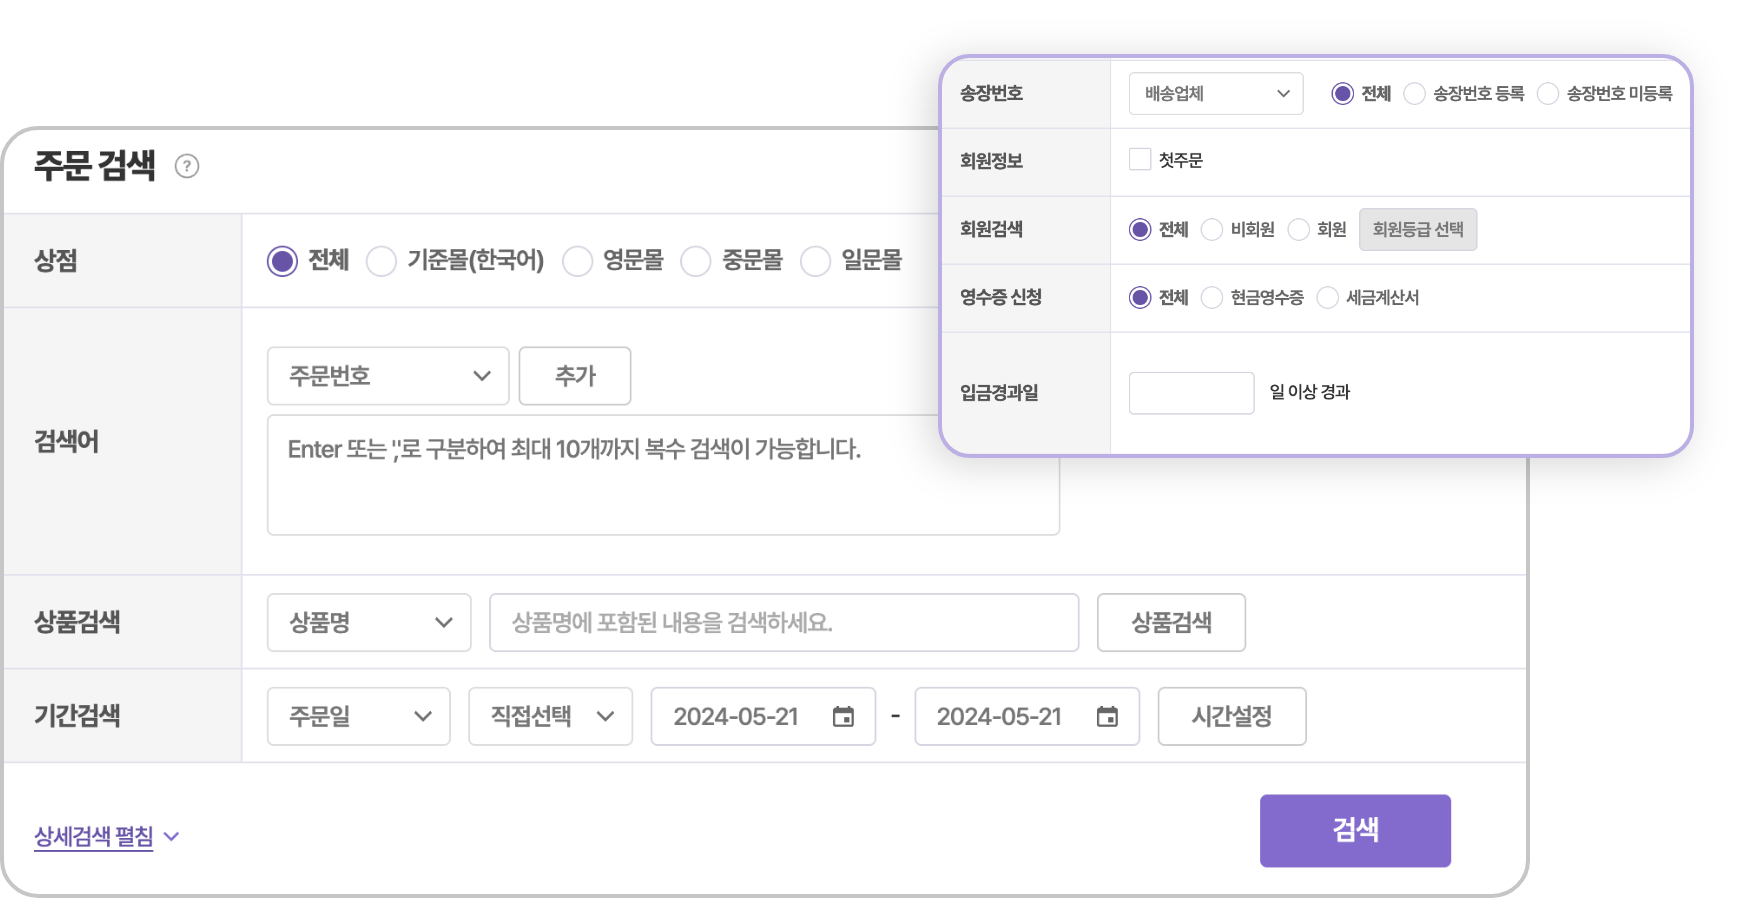 주문 검색 ?
상점 전체 기준몰(한국어) 영문몰 중문몰 일문몰
검색어 주문번호 추가
Enter 또는 ','로 구분하여 최대 10개까지 복수 검색이 가능합니다.
상품검색 상품명 상품명에 포함된 내용을 검색하세요. 상품검색
기간검색 주문일 직접선택 2024-05-21 - 2024-05-21 시간설정
상세검색 펼침 검색
송장번호 배송업체 전체 송장번호 등록 송장번호 미등록
회원정보 첫주문
회원검색 전체 비회원 회원 회원등급 선택
영수증 신청 전체 현금영수증 세금계산서
입금경과일 일 이상 경과